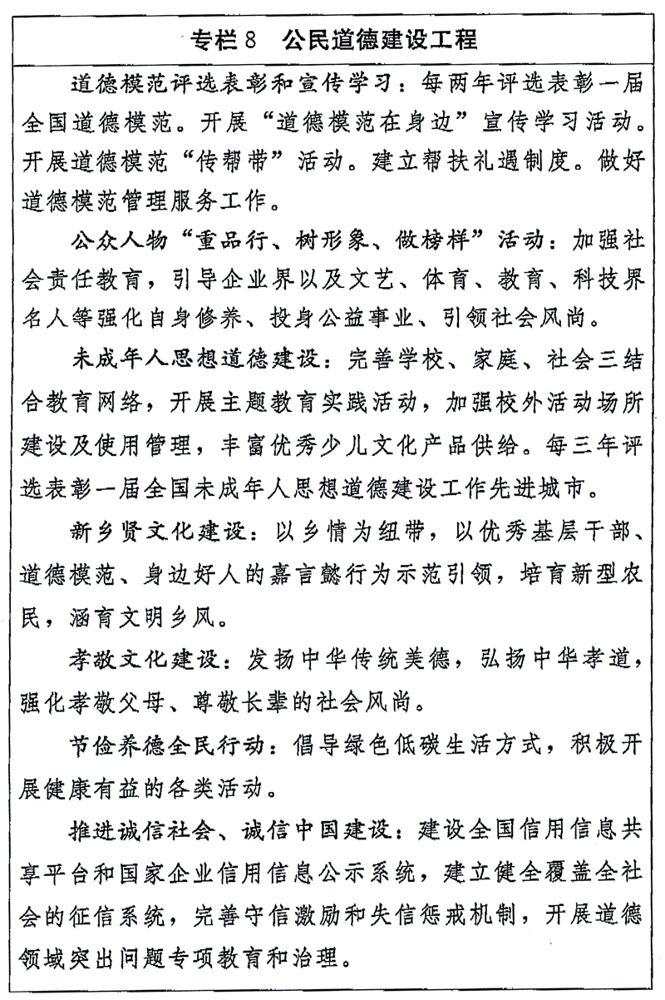 专栏8 公民道德建设工程
道德模范评选表彰和宣传学习：每两年评选表彰一届
全国道德模范。开展“道德模范在身边”宣传学习活动。
开展道德模范“传帮带”活动。建立帮扶礼遇制度。做好
道德模范管理服务工作。
公众人物“重品行、树形象、做榜样”活动：加强社
会责任教育，引导企业界以及文艺、体育、教育、科技界
名人等强化自身修养、投身公益事业、引领社会风尚。
未成年人思想道德建设：完善学校、家庭、社会三结
合教育网络，开展主题教育实践活动，加强校外活动场所
建设及使用管理，丰富优秀少儿文化产品供给。每三年评
选表彰一届全国未成年人思想道德建设工作先进城市。
新乡贤文化建设：以乡情为纽带，以优秀基层干部、
道德模范、身边好人的嘉言懿行为示范引领，培育新型农
民，涵育文明乡风。
孝敬文化建设：发扬中华传统美德，弘扬中华孝道，
强化孝敬父母、尊敬长辈的社会风尚。
节俭养德全民行动：倡导绿色低碳生活方式，积极开
展健康有益的各类活动。
推进诚信社会、诚信中国建设：建设全国信用信息共
享平台和国家企业信用信息公示系统，建立健全覆盖全社
会的征信系统，完善守信激励和失信惩戒机制，开展道德
领域突出问题专项教育和治理。